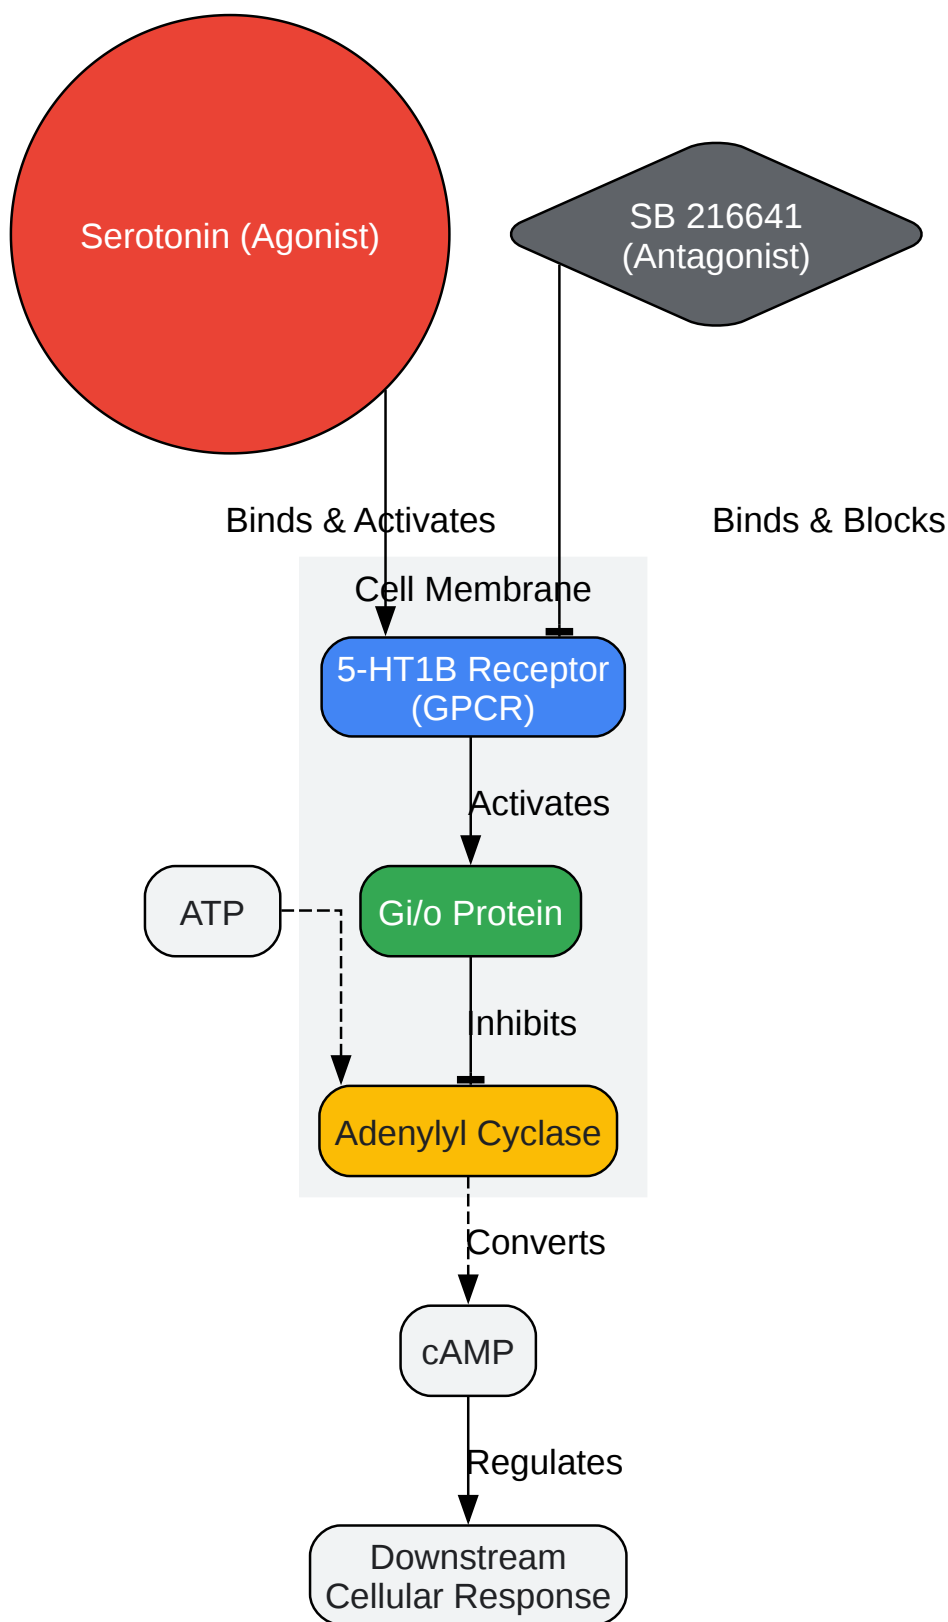 Serotonin (Agonist)
SB 216641
(Antagonist)
Binds & Activates
Binds & Blocks
Cell Membrane
5-HT1B Receptor
(GPCR)
Activates
ATP
Gi/o Protein
Inhibits
Adenylyl Cyclase
Converts
cAMP
Regulates
Downstream
Cellular Response